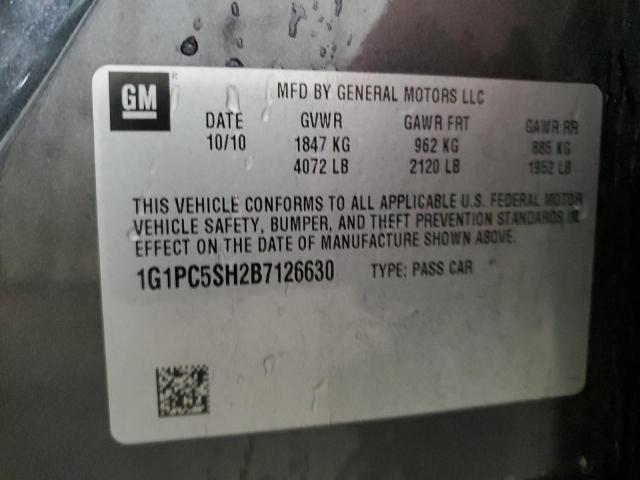 GM ®
MFD BY GENERAL MOTORS LLC
DATE GVWR GAWR FRT GAWR RR
10/10 1847 KG 962 KG 885 KG
4072 LB 2120 LB 1952 LB
THIS VEHICLE CONFORMS TO ALL APPLICABLE U.S. FEDERAL MOTOR
VEHICLE SAFETY, BUMPER, AND THEFT PREVENTION STANDARDS IN
EFFECT ON THE DATE OF MANUFACTURE SHOWN ABOVE.
1G1PC5SH2B7126630 TYPE: PASS CAR